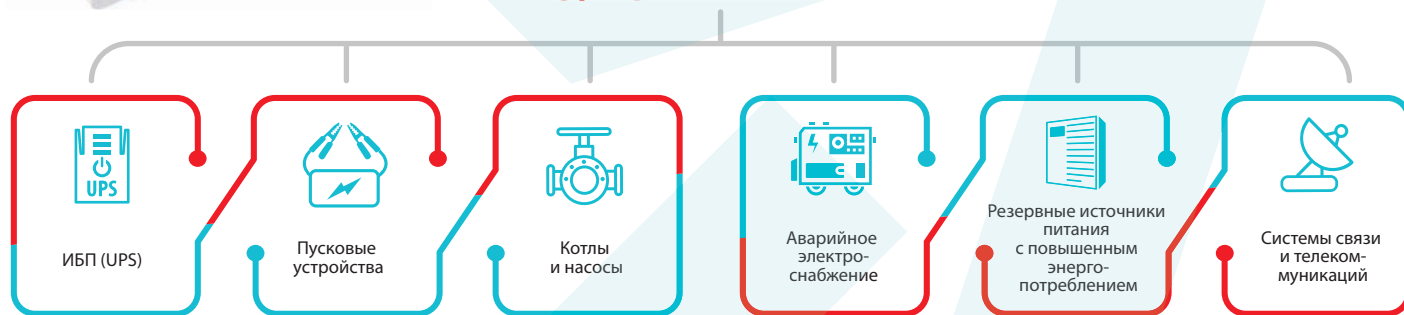 UPS
ИБП (UPS)
Пусковые
устройства
Котлы
и насосы
Аварийное
электро-
снабжение
Резервные источники
питания
с повышенным
энерго-
потреблением
Системы связи
и телеком-
муникаций